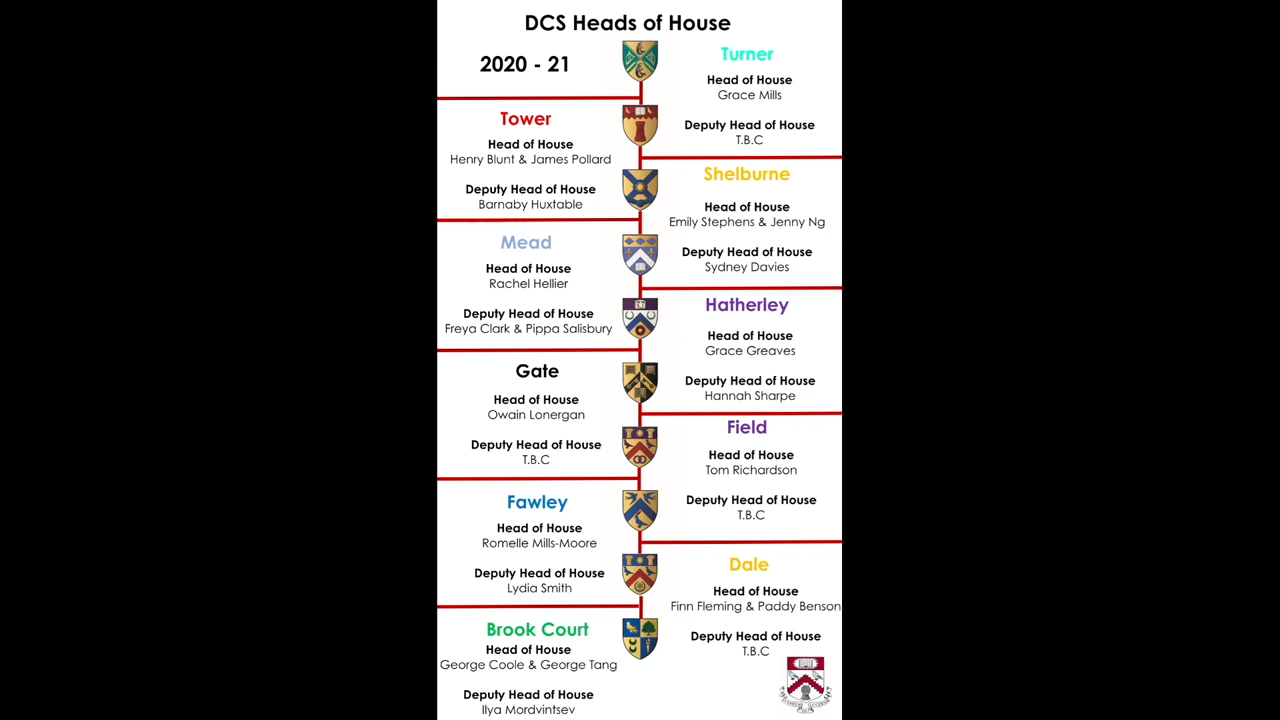 DCS Heads of House
2020 - 21
Turner
Head of House
Grace Mills
Deputy Head of House
T.B.C
Tower
Head of House
Henry Blunt & James Pollard
Deputy Head of House
Barnaby Huxtable
Shelburne
Head of House
Emily Stephens & Jenny Ng
Deputy Head of House
Sydney Davies
Mead
Head of House
Rachel Hellier
Deputy Head of House
Freya Clark & Pippa Salisbury
Hatherley
Head of House
Grace Greaves
Deputy Head of House
Hannah Sharpe
Gate
Head of House
Owain Lonergan
Deputy Head of House
T.B.C
Field
Head of House
Tom Richardson
Deputy Head of House
T.B.C
Fawley
Head of House
Romelle Mills-Moore
Deputy Head of House
Lydia Smith
Dale
Head of House
Finn Fleming & Paddy Benson
Deputy Head of House
T.B.C
Brook Court
Head of House
George Coole & George Tang
Deputy Head of House
Ilya Mordvintsev